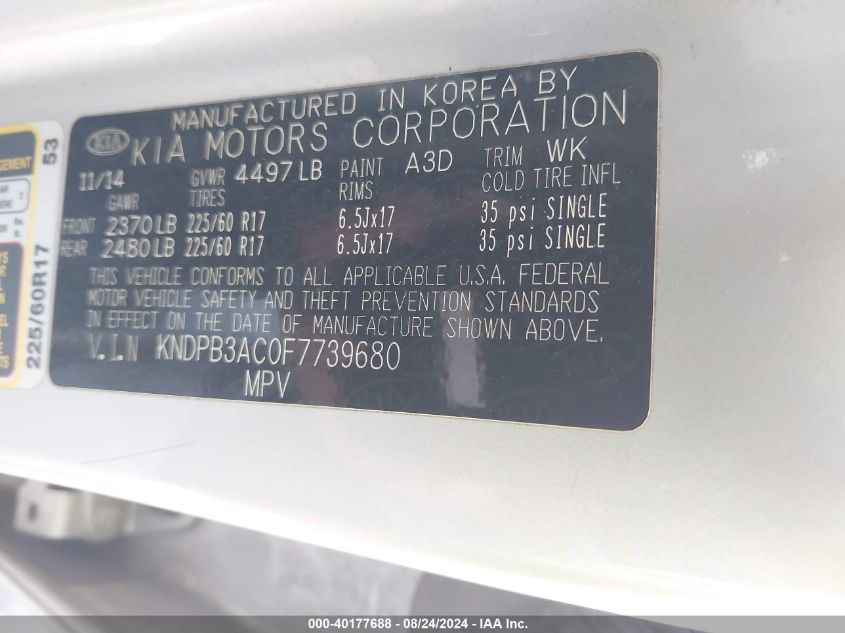 MANUFACTURED IN KOREA BY
KIA KIA MOTORS CORPORATION
11/14 GVWR 4497 LB PAINT A3D TRIM WK
GAWR TIRES RIMS COLD TIRE INFL
FRONT 2370 LB 225/60 R17 6.5Jx17 35 psi SINGLE
REAR 2480 LB 225/60 R17 6.5Jx17 35 psi SINGLE
THIS VEHICLE CONFORMS TO ALL APPLICABLE U.S.A. FEDERAL
MOTOR VEHICLE SAFETY AND THEFT PREVENTION STANDARDS
IN EFFECT ON THE DATE OF MANUFACTURE SHOWN ABOVE.
V.I.N KNDPB3AC0F7739680
MPV
53
225/60R17
000-40177688 - 08/24/2024 - IAA Inc.